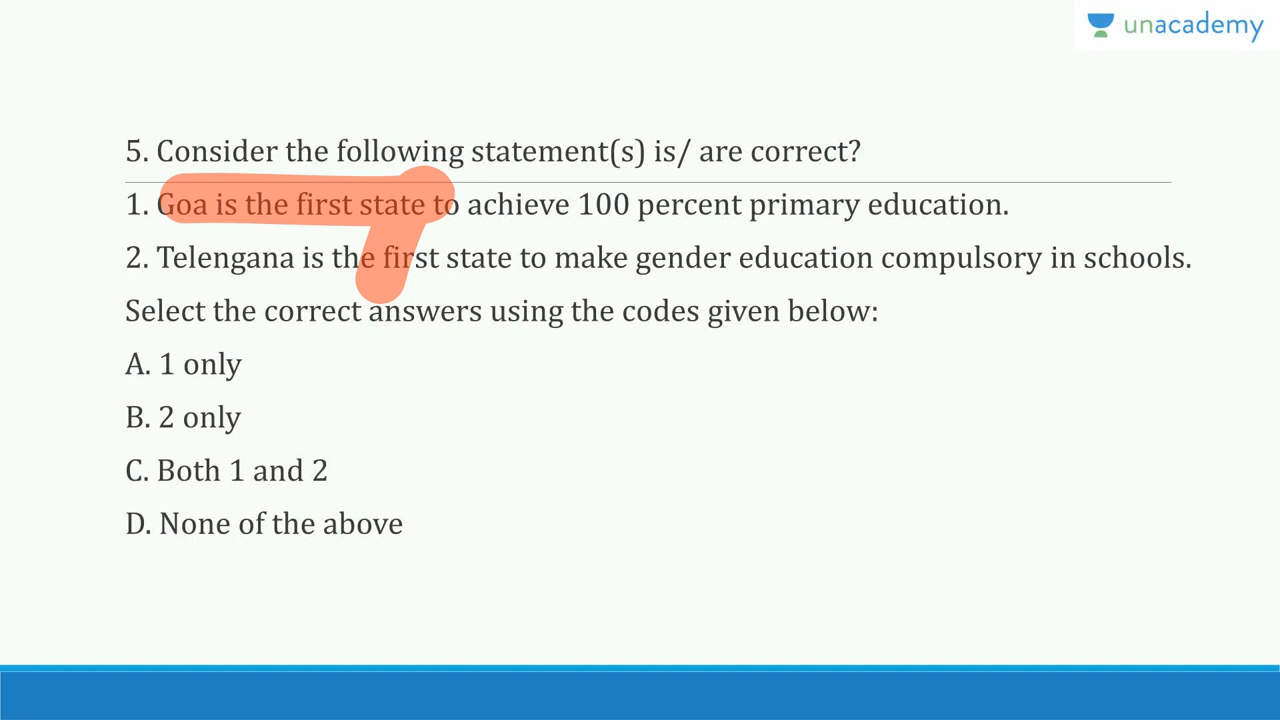 unacademy
5. Consider the following statement(s) is/ are correct?
1. Goa is the first state to achieve 100 percent primary education.
2. Telengana is the first state to make gender education compulsory in schools.
Select the correct answers using the codes given below:
A. 1 only
B. 2 only
C. Both 1 and 2
D. None of the above